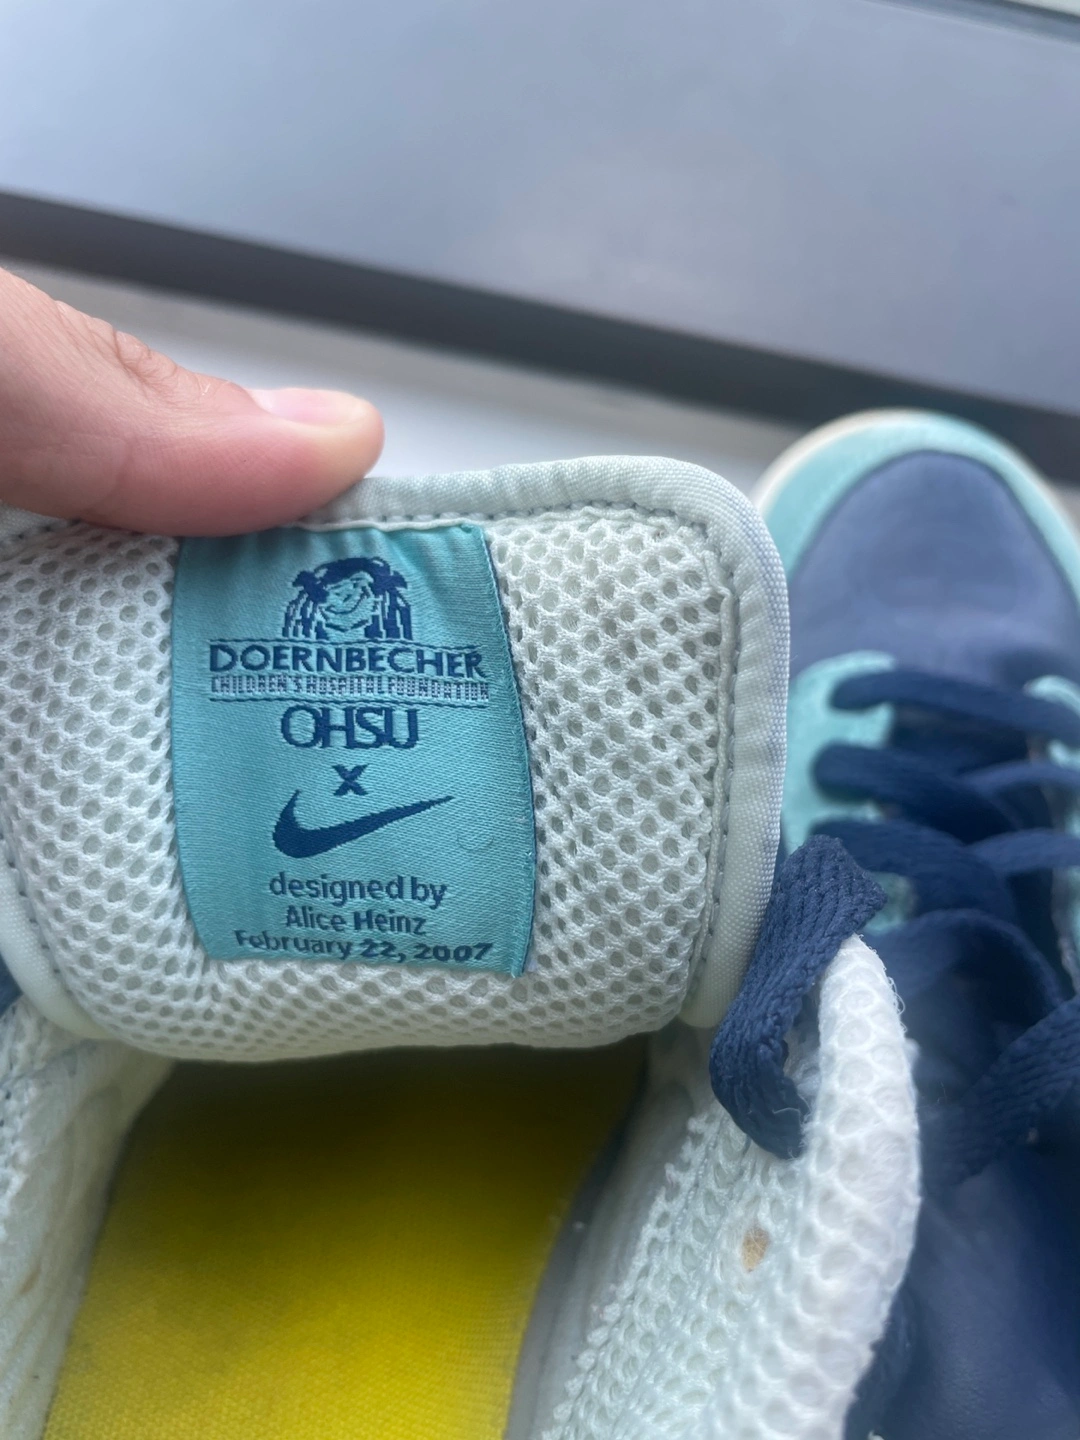 DOERNBECHER
CHILDREN'S HOSPITAL FOUNDATION
OHSU
x
designed by
Alice Heinz
February 22, 2007